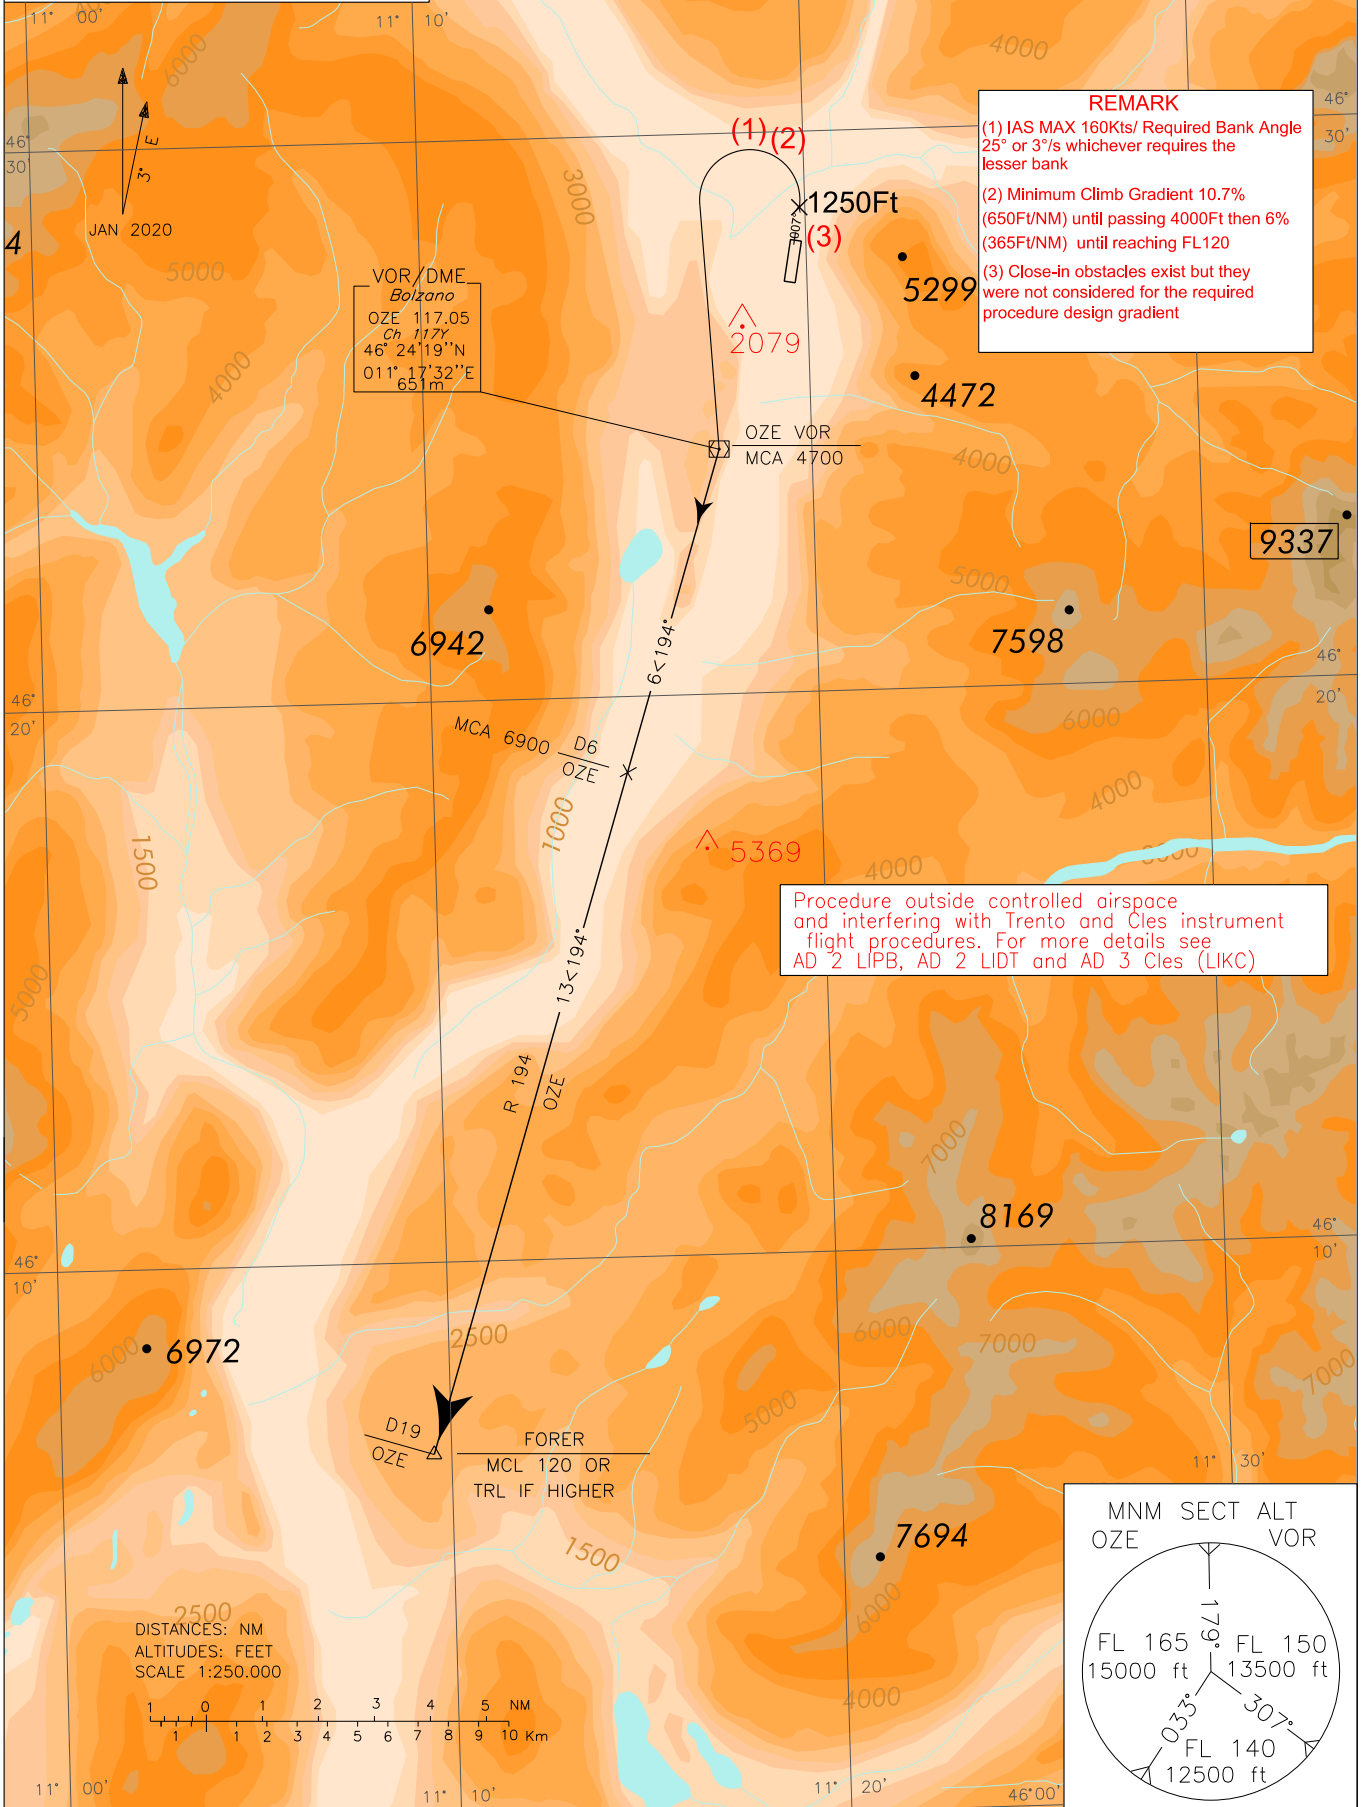 11° 00'
11° 10'
6000
4000
46°
30'
3° E
JAN 2020
4
3000
5000
4000
(1) (2)
1250Ft
007°
(3)
REMARK
(1) IAS MAX 160Kts/ Required Bank Angle
25° or 3°/s whichever requires the
lesser bank
(2) Minimum Climb Gradient 10.7%
(650Ft/NM) until passing 4000Ft then 6%
(365Ft/NM) until reaching FL120
(3) Close-in obstacles exist but they
were not considered for the required
procedure design gradient
46°
30'
VOR/DME
Bolzano
OZE 117.05
Ch 117Y
46° 24'19''N
011° 17'32''E
651m
5299
2079
4472
OZE VOR
MCA 4700
4000
9337
5000
6942
7598
6<194°
46°
20'
46°
20'
6000
MCA 6900
D6
OZE
4000
1000
1500
5369
4000
3000
Procedure outside controlled airspace
and interfering with Trento and Cles instrument
flight procedures. For more details see
AD 2 LIPB, AD 2 LIDT and AD 3 Cles (LIKC)
5000
13<194°
R 194
OZE
7000
8169
46°
10'
46°
10'
6000
7000
7000
2500
6972
6000
5000
D19
OZE
FORER
MCL 120 OR
TRL IF HIGHER
11° 30'
7694
1500
6000
2500
4000
MNM SECT ALT
OZE VOR
179°
FL 165
15000 ft
FL 150
13500 ft
033°
307°
FL 140
12500 ft
DISTANCES: NM
ALTITUDES: FEET
SCALE 1:250.000
1 0 1 2 3 4 5 NM
1 1 2 3 4 5 6 7 8 9 10 Km
11° 00'
11° 10'
11° 20'
46°00'